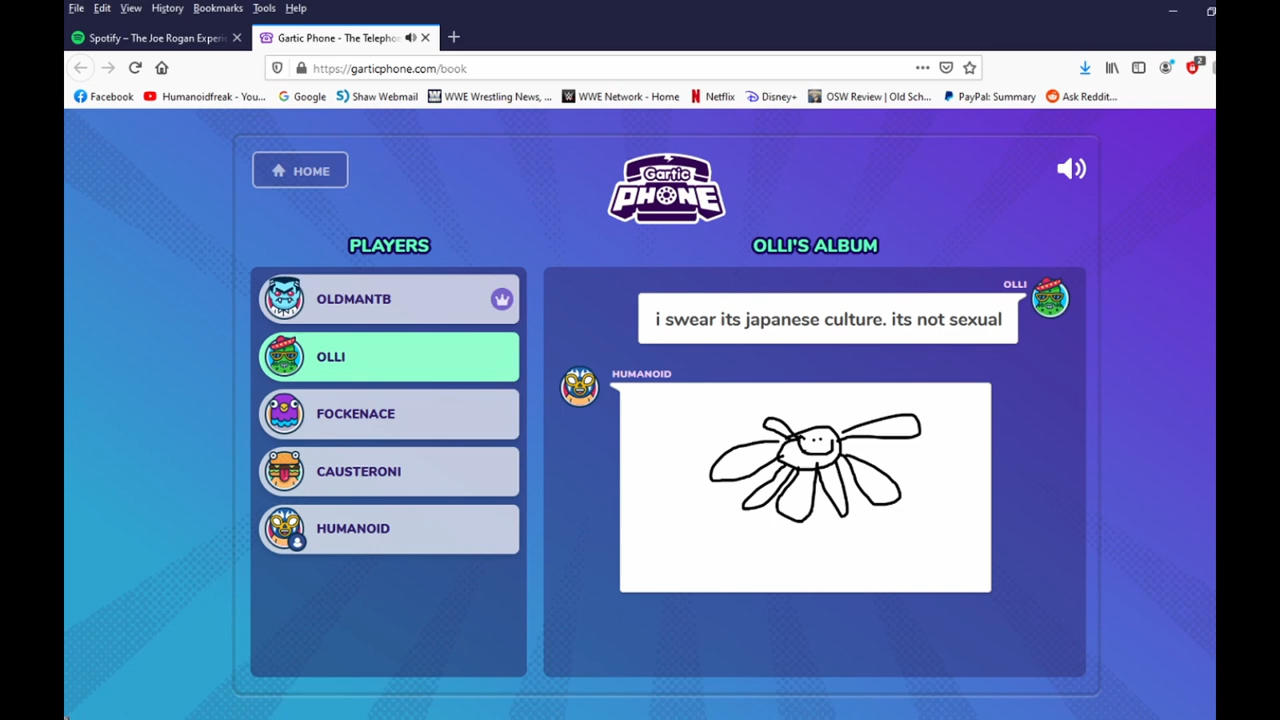 File Edit View History Bookmarks Tools Help
Spotify – The Joe Rogan Experi
Gartic Phone - The Telepho
https://garticphone.com/book
Facebook
Humanoidfreak - You...
Google
Shaw Webmail
WWE Wrestling News, ...
WWE Network - Home
Netflix
Disney+
OSW Review | Old Sch...
PayPal: Summary
Ask Reddit...
2
HOME
Gartic
PHONE
PLAYERS
OLDMANTB
OLLI
FOCKENACE
CAUSTERONI
HUMANOID
OLLI'S ALBUM
OLLI
i swear its japanese culture. its not sexual
HUMANOID